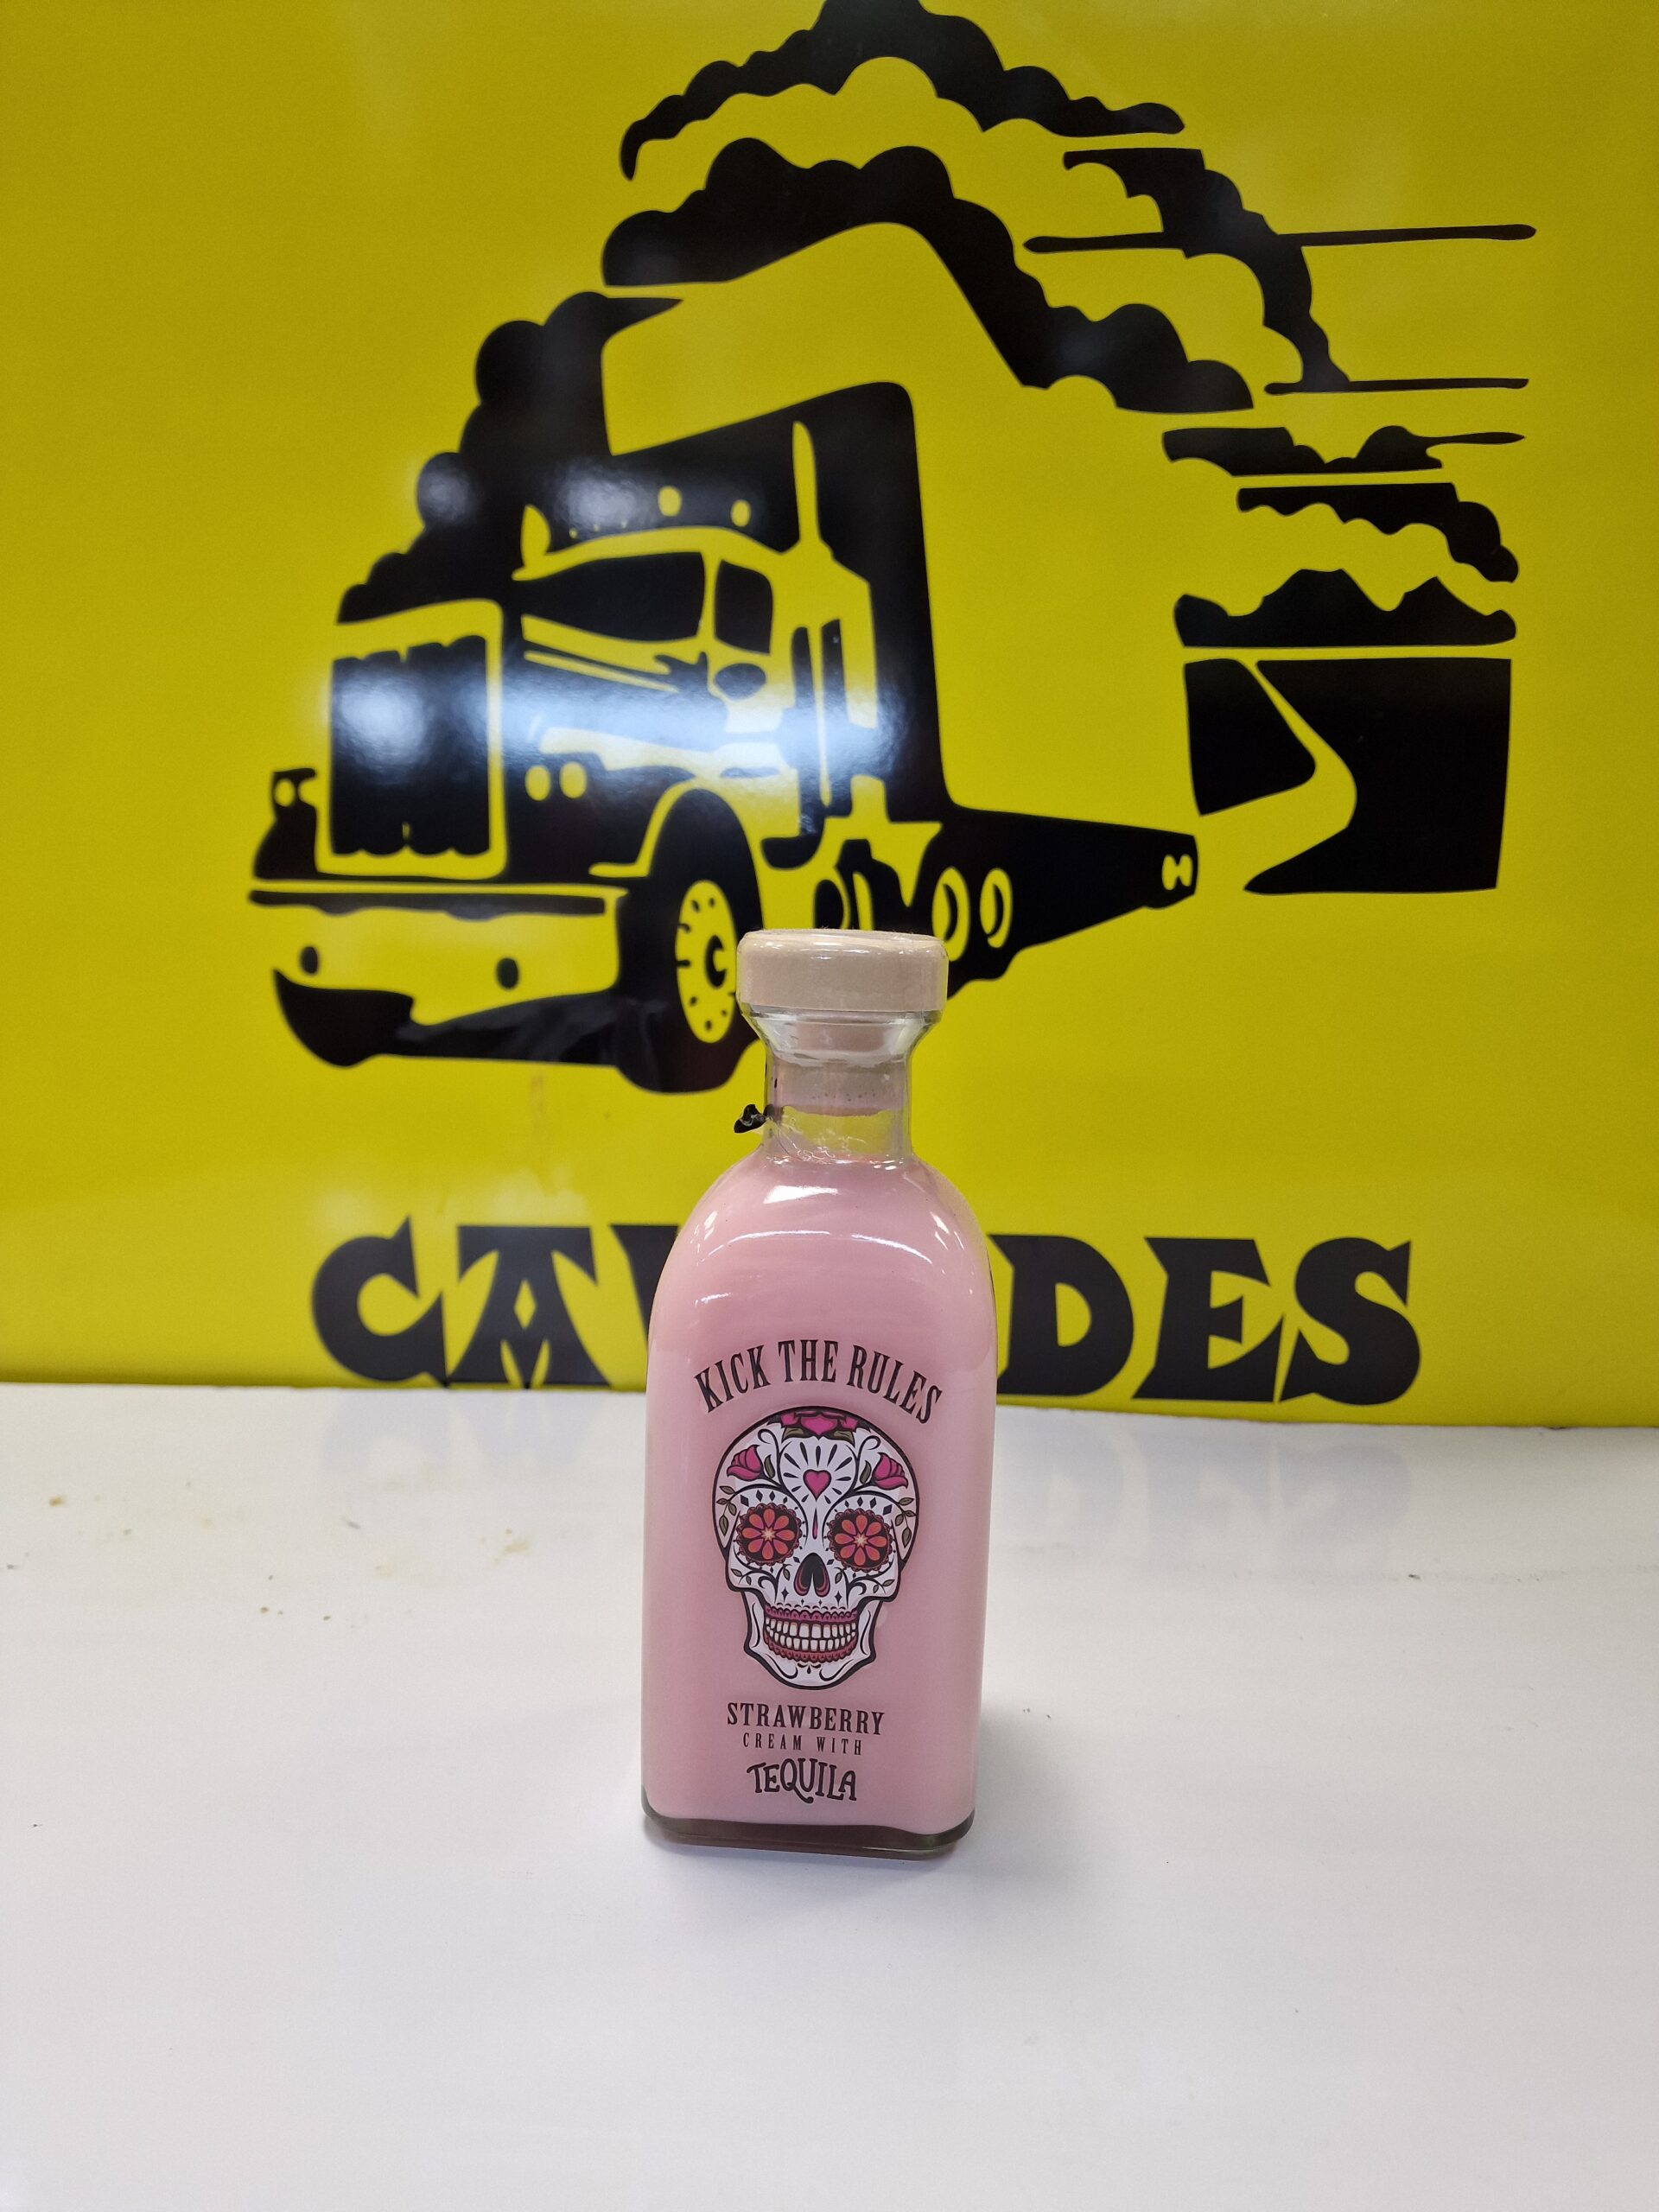 KICK THE RULES
STRAWBERRY
CREAM WITH
TEQUILA